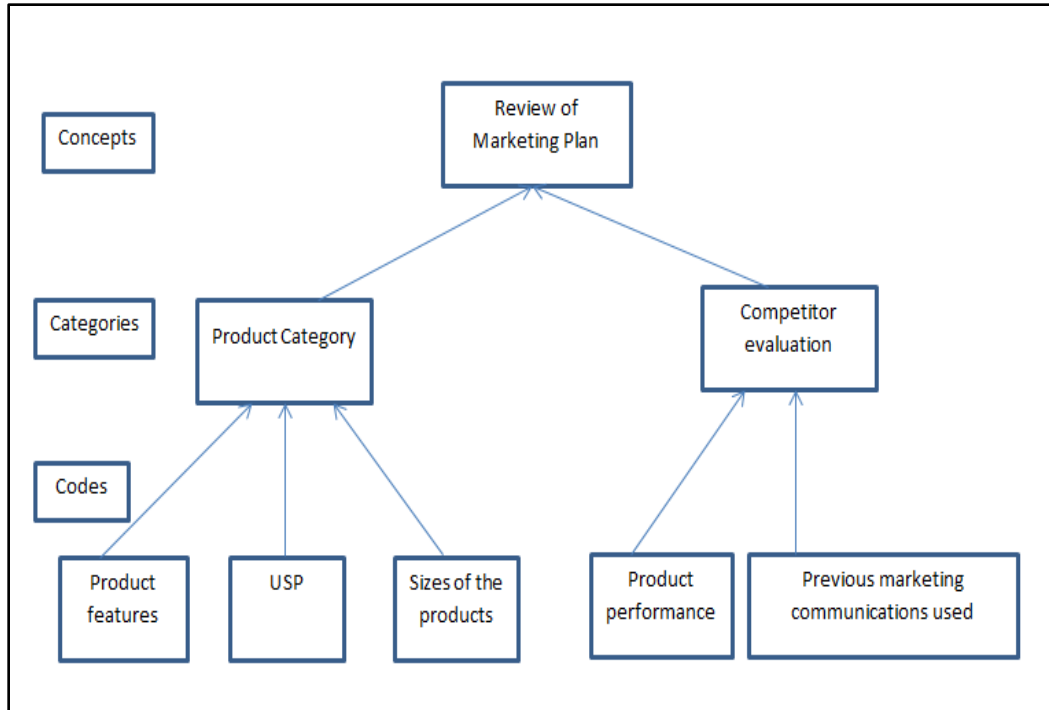 Review of
Marketing Plan
Concepts
Categories
Product Category
Competitor
evaluation
Codes
Product
features
USP
Sizes of the
products
Product
performance
Previous marketing
communications used